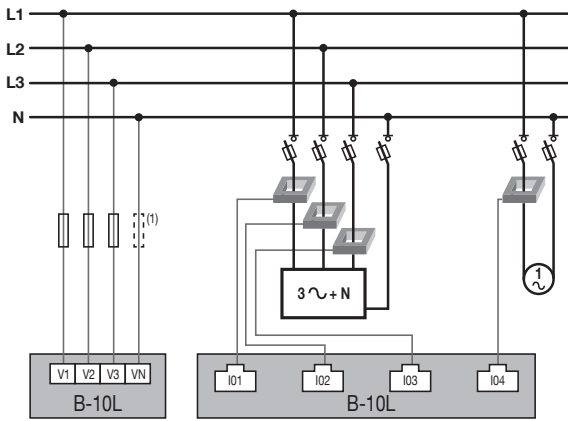 L1
L2
L3
N
(1)
3 ∿ + N
1
∿
V1 V2 V3 VN
B-10L
I01 I02 I03 I04
B-10L